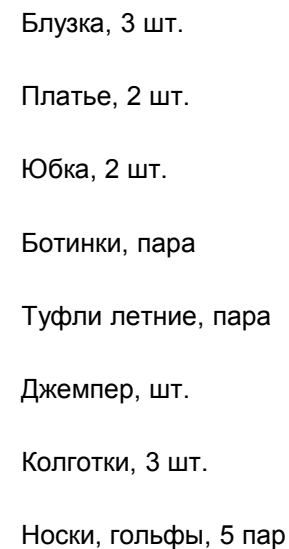 Блузка, 3 шт.
Платье, 2 шт.
Юбка, 2 шт.
Ботинки, пара
Туфли летние, пара
Джемпер, шт.
Колготки, 3 шт.
Носки, гольфы, 5 пар